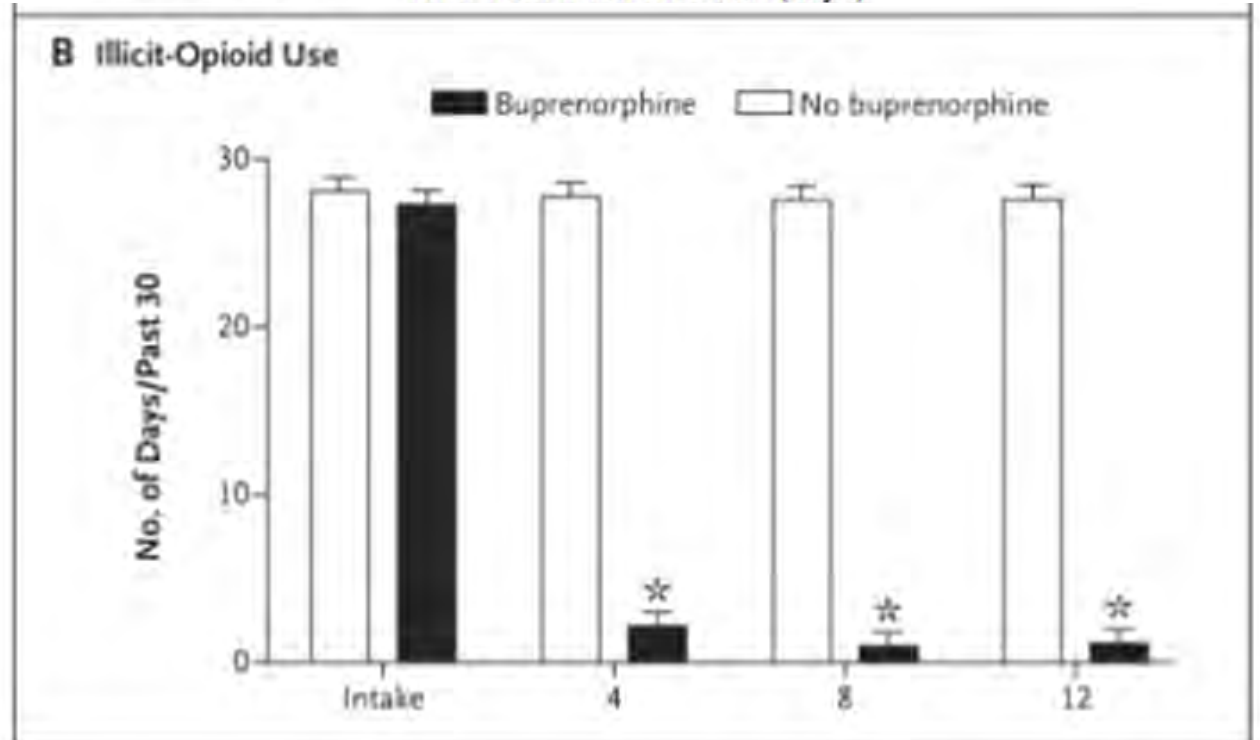 B Illicit-Opioid Use
Buprenorphine No buprenorphine
30
20
10
0
No. of Days/Past 30
* * *
Intake 4 8 12